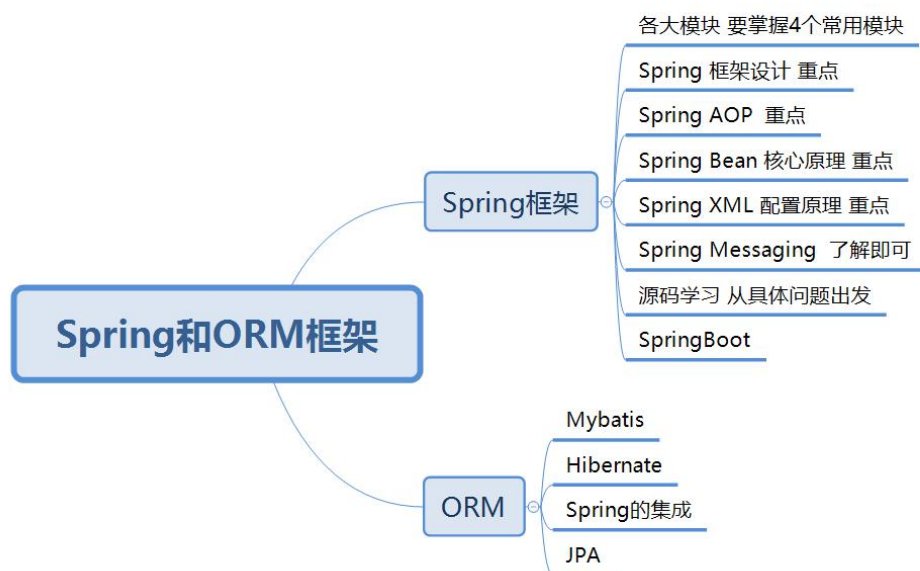 各大模块 要掌握4个常用模块
Spring 框架设计 重点
Spring AOP 重点
Spring Bean 核心原理 重点
Spring框架
Spring XML 配置原理 重点
Spring Messaging 了解即可
源码学习 从具体问题出发
Spring和ORM框架
SpringBoot
Mybatis
Hibernate
ORM
Spring的集成
JPA